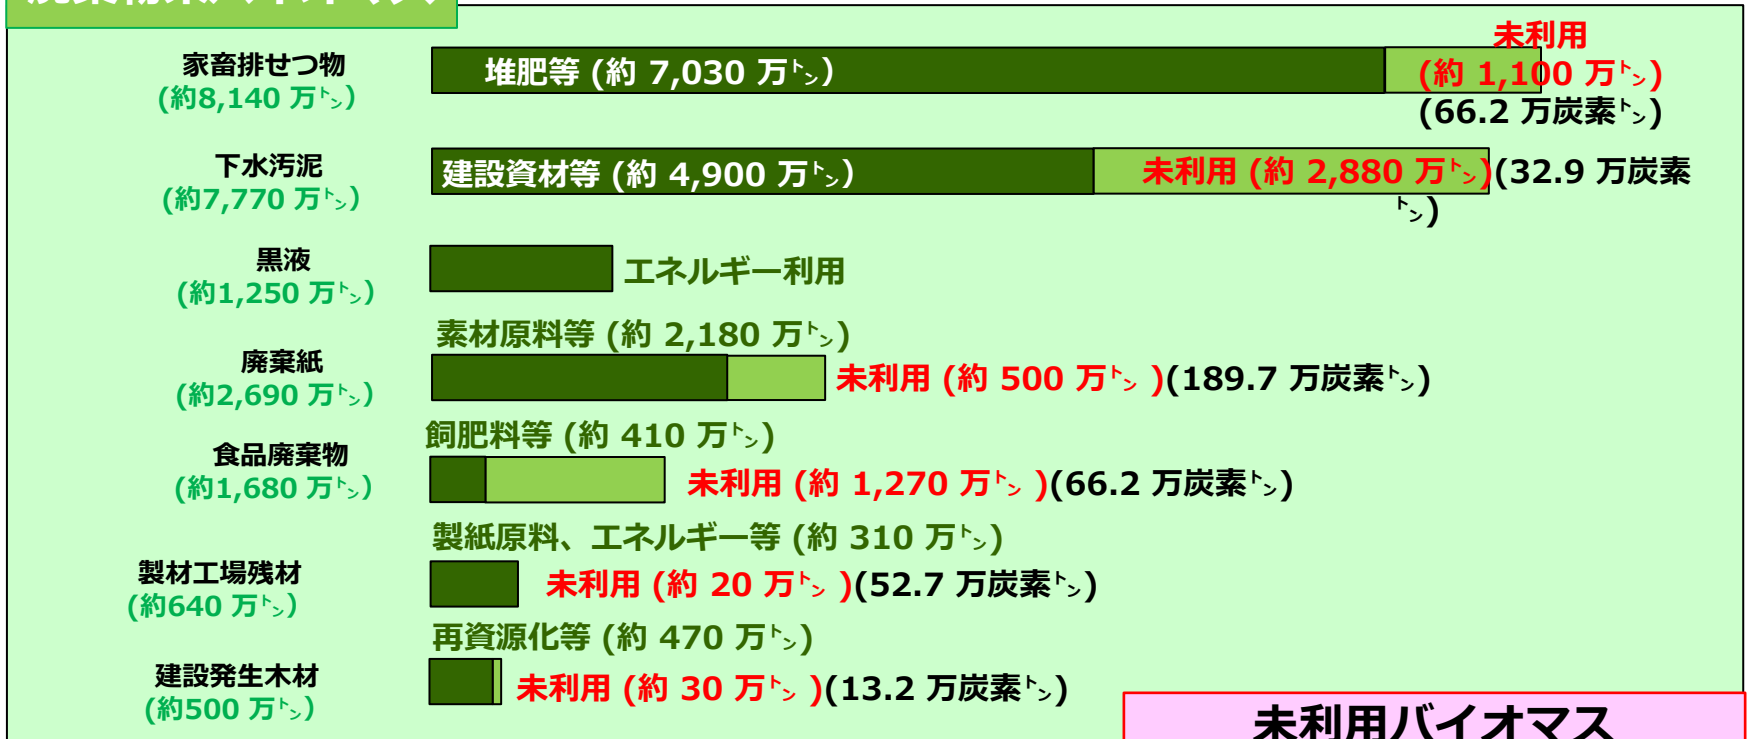 家畜排せつ物
(約8,140 万トン)
堆肥等 (約 7,030 万トン)
未利用
(約 1,100 万トン)
(66.2 万炭素トン)
下水汚泥
(約7,770 万トン)
建設資材等 (約 4,900 万トン)
未利用 (約 2,880 万トン)(32.9 万炭素
トン)
黒液
(約1,250 万トン)
エネルギー利用
素材原料等 (約 2,180 万トン)
廃棄紙
(約2,690 万トン)
未利用 (約 500 万トン )(189.7 万炭素トン)
飼肥料等 (約 410 万トン)
食品廃棄物
(約1,680 万トン)
未利用 (約 1,270 万トン )(66.2 万炭素トン)
製紙原料、エネルギー等 (約 310 万トン)
製材工場残材
(約640 万トン)
未利用 (約 20 万トン )(52.7 万炭素トン)
再資源化等 (約 470 万トン)
建設発生木材
(約500 万トン)
未利用 (約 30 万トン )(13.2 万炭素トン)
未利用バイオマス